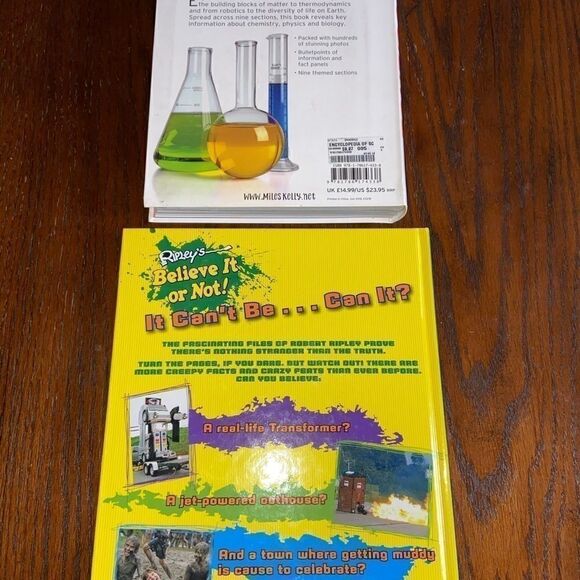 the building blocks of matter to thermodynamics
and from robotics to the diversity of life on Earth.
Spread across nine sections, this book reveals key
information about chemistry, physics and biology.
• Packed with hundreds
of stunning photos
• Bulletpoints of
information and
fact panels
• Nine themed sections
ENCYCLOPEDIA OF SC
UK £14.99/US $23.95 RRP
www.MilesKelly.net
Ripley's
Believe It
or Not!
It Can't Be . . . Can It?
THE FASCINATING FILES OF ROBERT RIPLEY PROVE
THERE'S NOTHING STRANGER THAN THE TRUTH.
TURN THE PAGES, IF YOU DARE. BUT WATCH OUT! THERE ARE
MORE CREEPY FACTS AND CRAZY FEATS THAN EVER BEFORE.
CAN YOU BELIEVE:
A real-life Transformer?
A jet-powered outhouse?
And a town where getting muddy
is cause to celebrate?